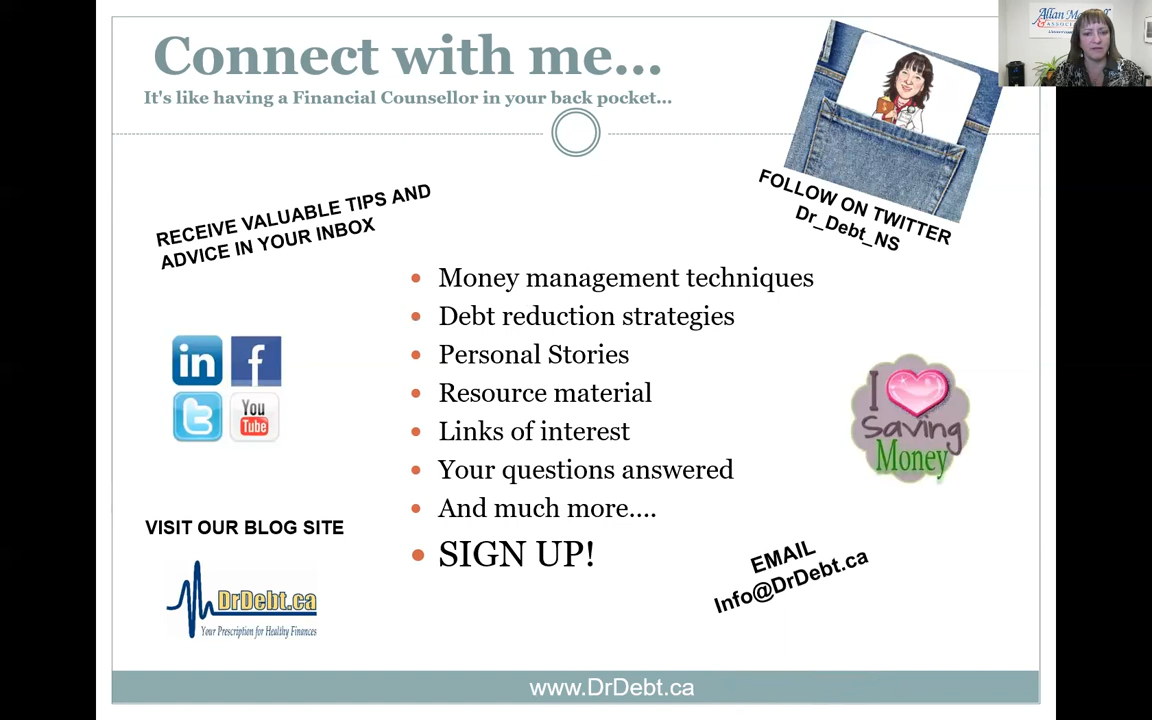 Connect with me...
It's like having a Financial Counsellor in your back pocket...
Allan
FOLLOW ON TWITTER
Dr_Debt_NS
RECEIVE VALUABLE TIPS AND
ADVICE IN YOUR INBOX
• Money management techniques
• Debt reduction strategies
• Personal Stories
• Resource material
• Links of interest
• Your questions answered
• And much more....
• SIGN UP!
in f
t You
Tube
I
Saving
Money
VISIT OUR BLOG SITE
DrDebt.ca
Your Prescription for Healthy Finances
EMAIL
Info@DrDebt.ca
www.DrDebt.ca